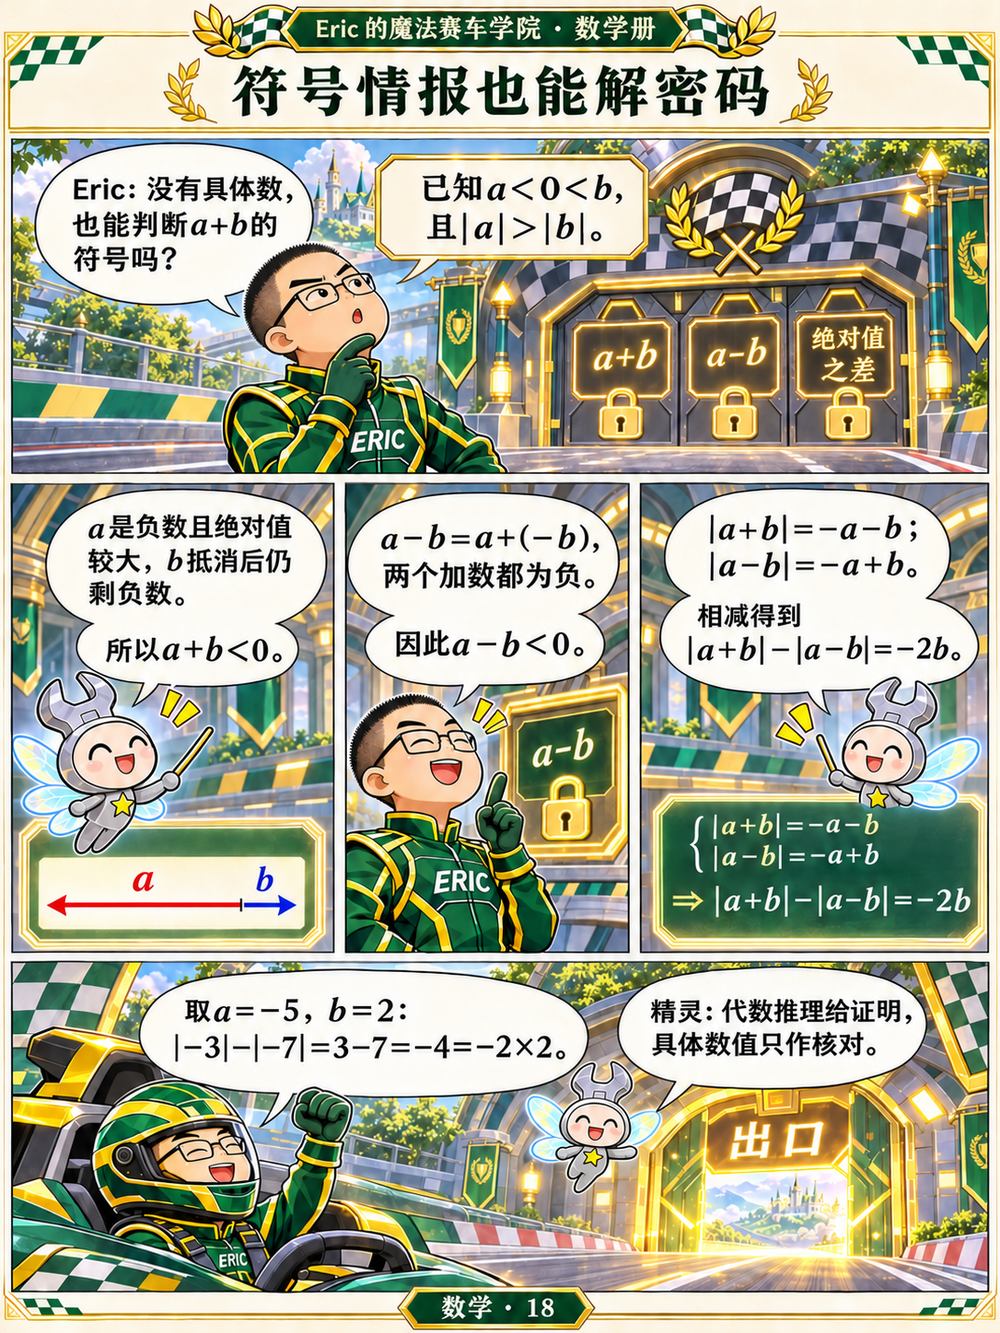 Eric 的魔法赛车学院 · 数学册
符号情报也能解密码
Eric: 没有具体数,
也能判断a+b的
符号吗?
已知a<0<b,
且|a|>|b|。
a+b
a-b
绝对值
之差
ERIC
a是负数且绝对值
较大，b抵消后仍
剩负数。
所以a+b<0。
a
b
a-b=a+(-b),
两个加数都为负。
因此a-b<0。
a-b
ERIC
|a+b|=-a-b;
|a-b|=-a+b。
相减得到
|a+b|-|a-b|=-2b。
|a+b|=-a-b
|a-b|=-a+b
⇒ |a+b|-|a-b|=-2b
取a=-5, b=2:
|-3|-|-7|=3-7=-4=-2×2。
精灵: 代数推理给证明,
具体数值只作核对。
出口
ERIC
数学 · 18